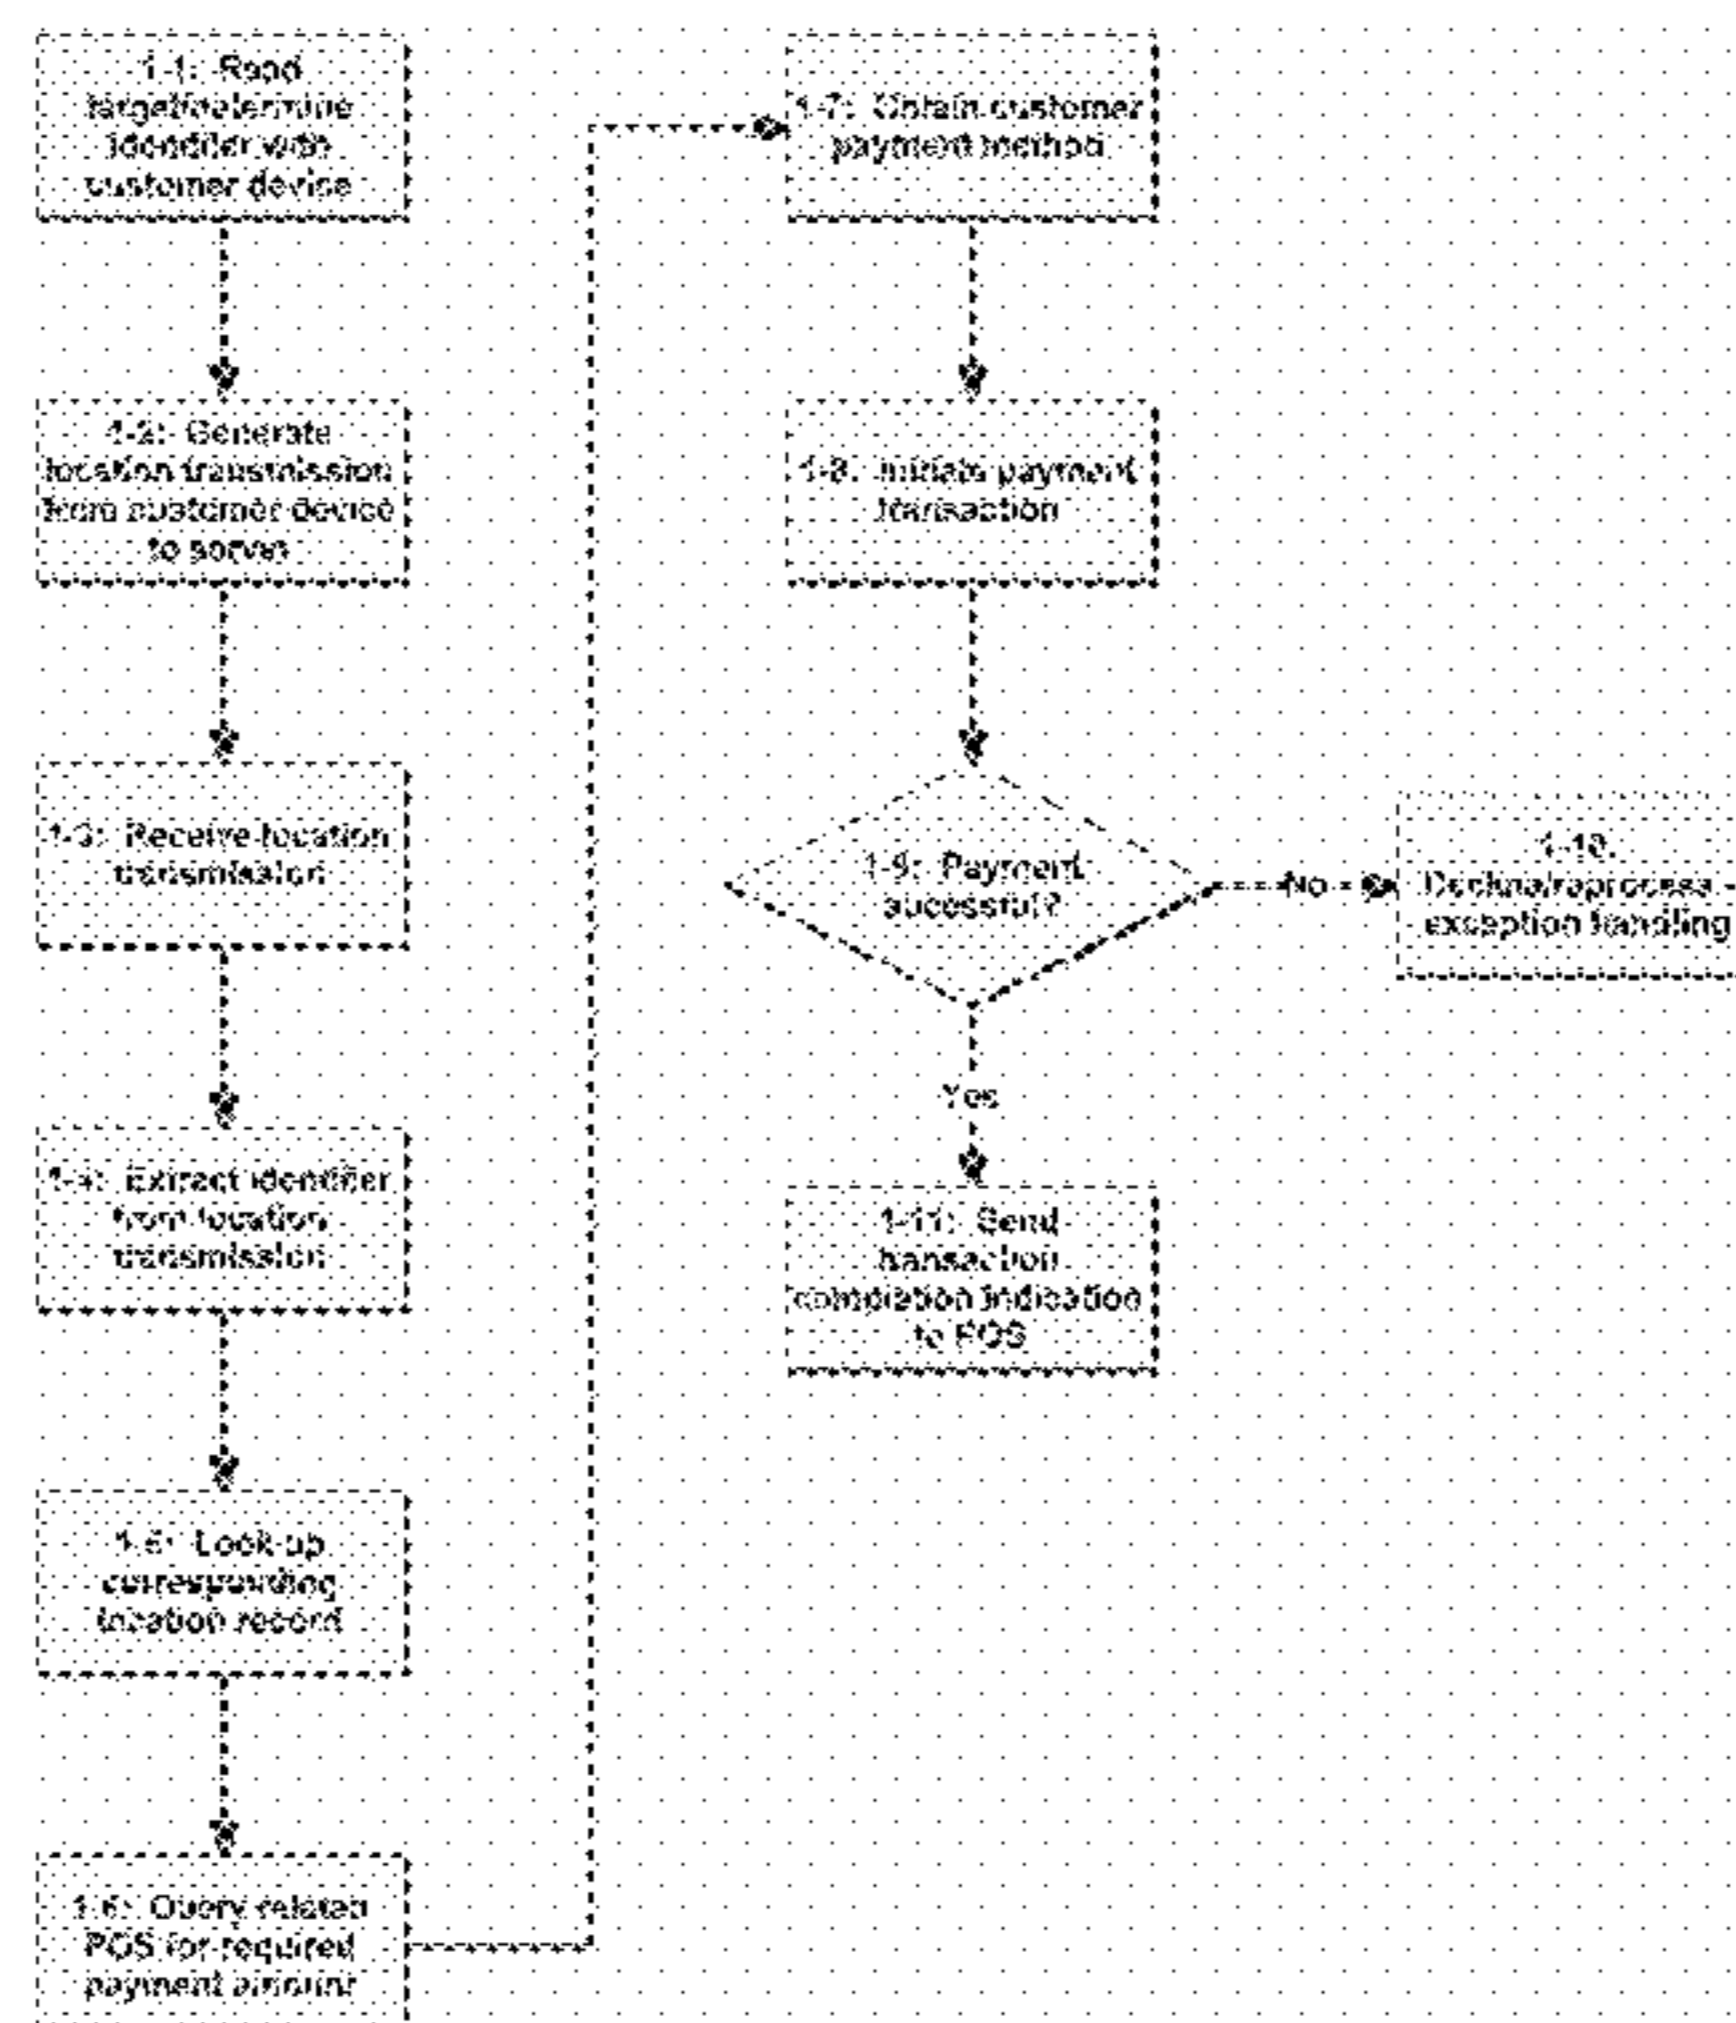 1-1: Read
target/determine
identifier with
customer device
1-2: Generate
location transmission
from customer device
to server
1-3: Receive location
transmission
1-4: Extract identifier
from location
transmission
1-5: Look up
corresponding
location record
1-6: Query related
POS for required
payment amount
1-7: Obtain customer
payment method
1-8: Initiate payment
transaction
1-9: Payment
successful?
No
1-10:
Decline/reprocess -
exception handling
Yes
1-11: Send
transaction
completion indication
to POS